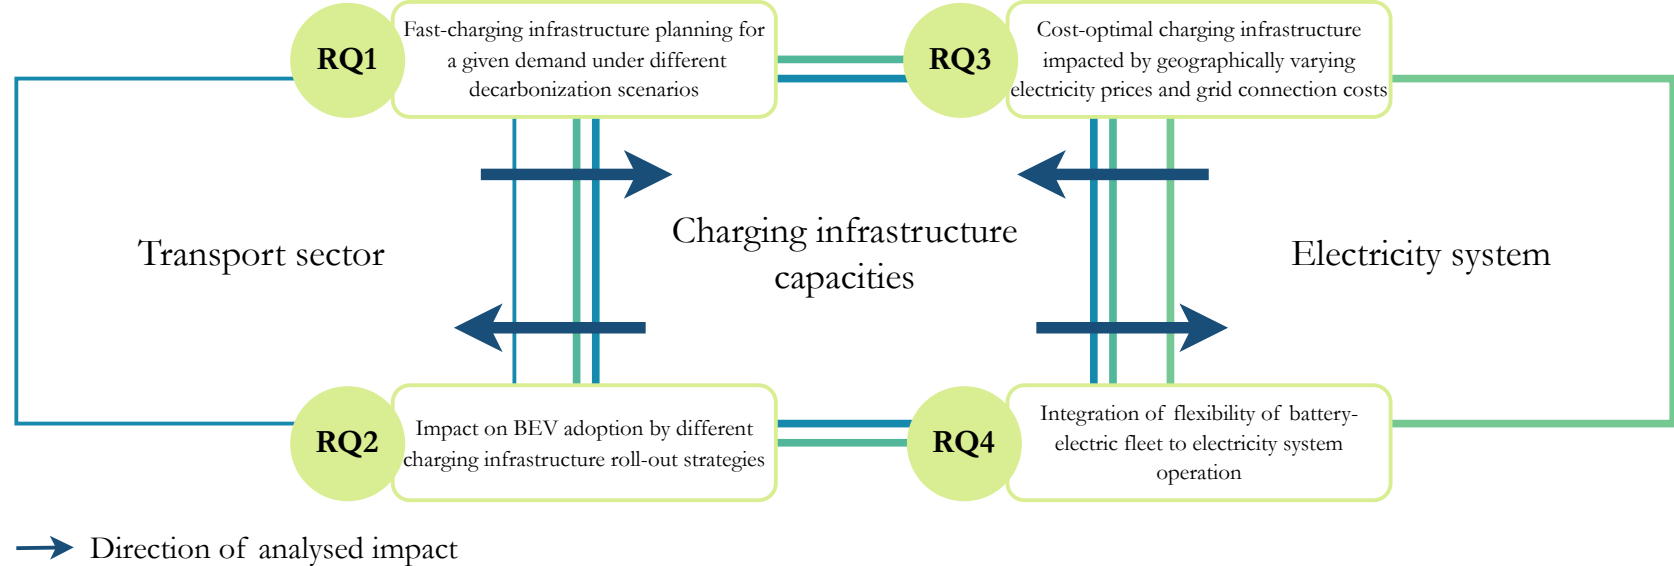 RQ1
Fast-charging infrastructure planning for
a given demand under different
decarbonization scenarios
RQ3
Cost-optimal charging infrastructure
impacted by geographically varying
electricity prices and grid connection costs
Transport sector
Charging infrastructure
capacities
Electricity system
RQ2
Impact on BEV adoption by different
charging infrastructure roll-out strategies
RQ4
Integration of flexibility of battery-
electric fleet to electricity system
operation
Direction of analysed impact